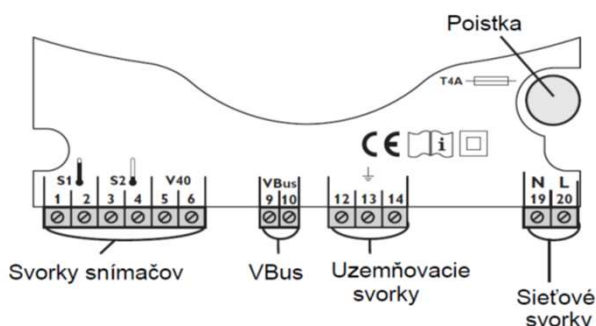 Poistka
T4A
CE i
S1 S2 V40 VBus N L
1 2 3 4 5 6 9 10 12 13 14 19 20
Svorky snímačov
VBus
Uzemňovacie
svorky
Sieťové
svorky